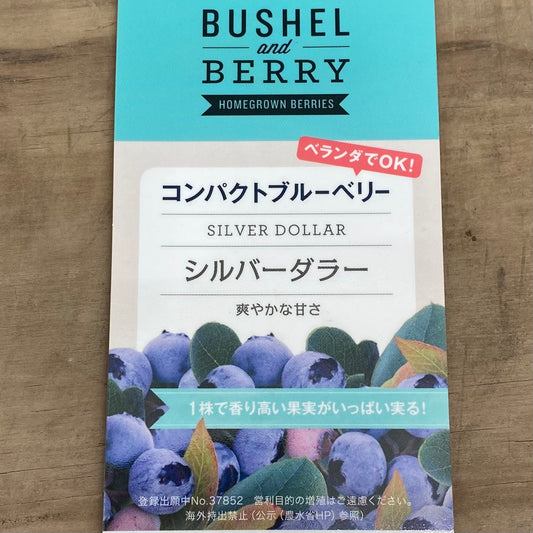 BUSHEL
and
BERRY
HOMEGROWN BERRIES
ベランダでOK!
コンパクトブルーベリー
SILVER DOLLAR
シルバーダラー
爽やかな甘さ
1株で香り高い果実がいっぱい実る!
登録出願中No.37852　営利目的の増殖はご遠慮ください。
海外持出禁止（公示（農水省HP）参照）